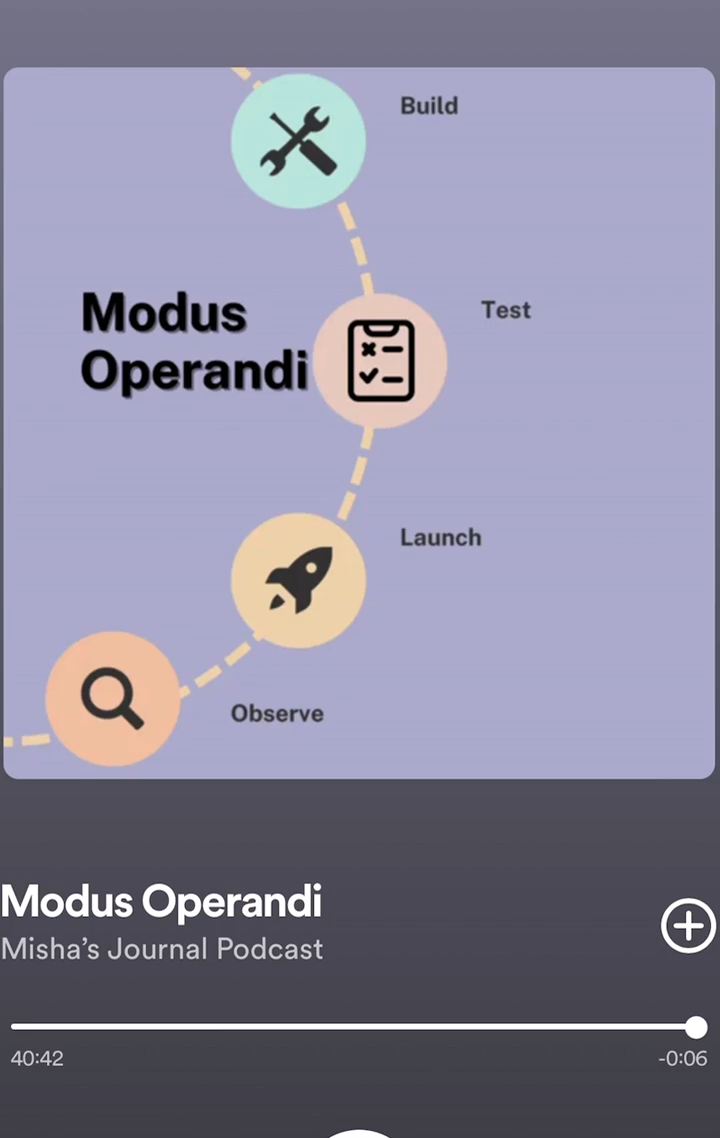 Build
Test
Modus
Operandi
Launch
Observe
Modus Operandi
Misha’s Journal Podcast
40:42
-0:06